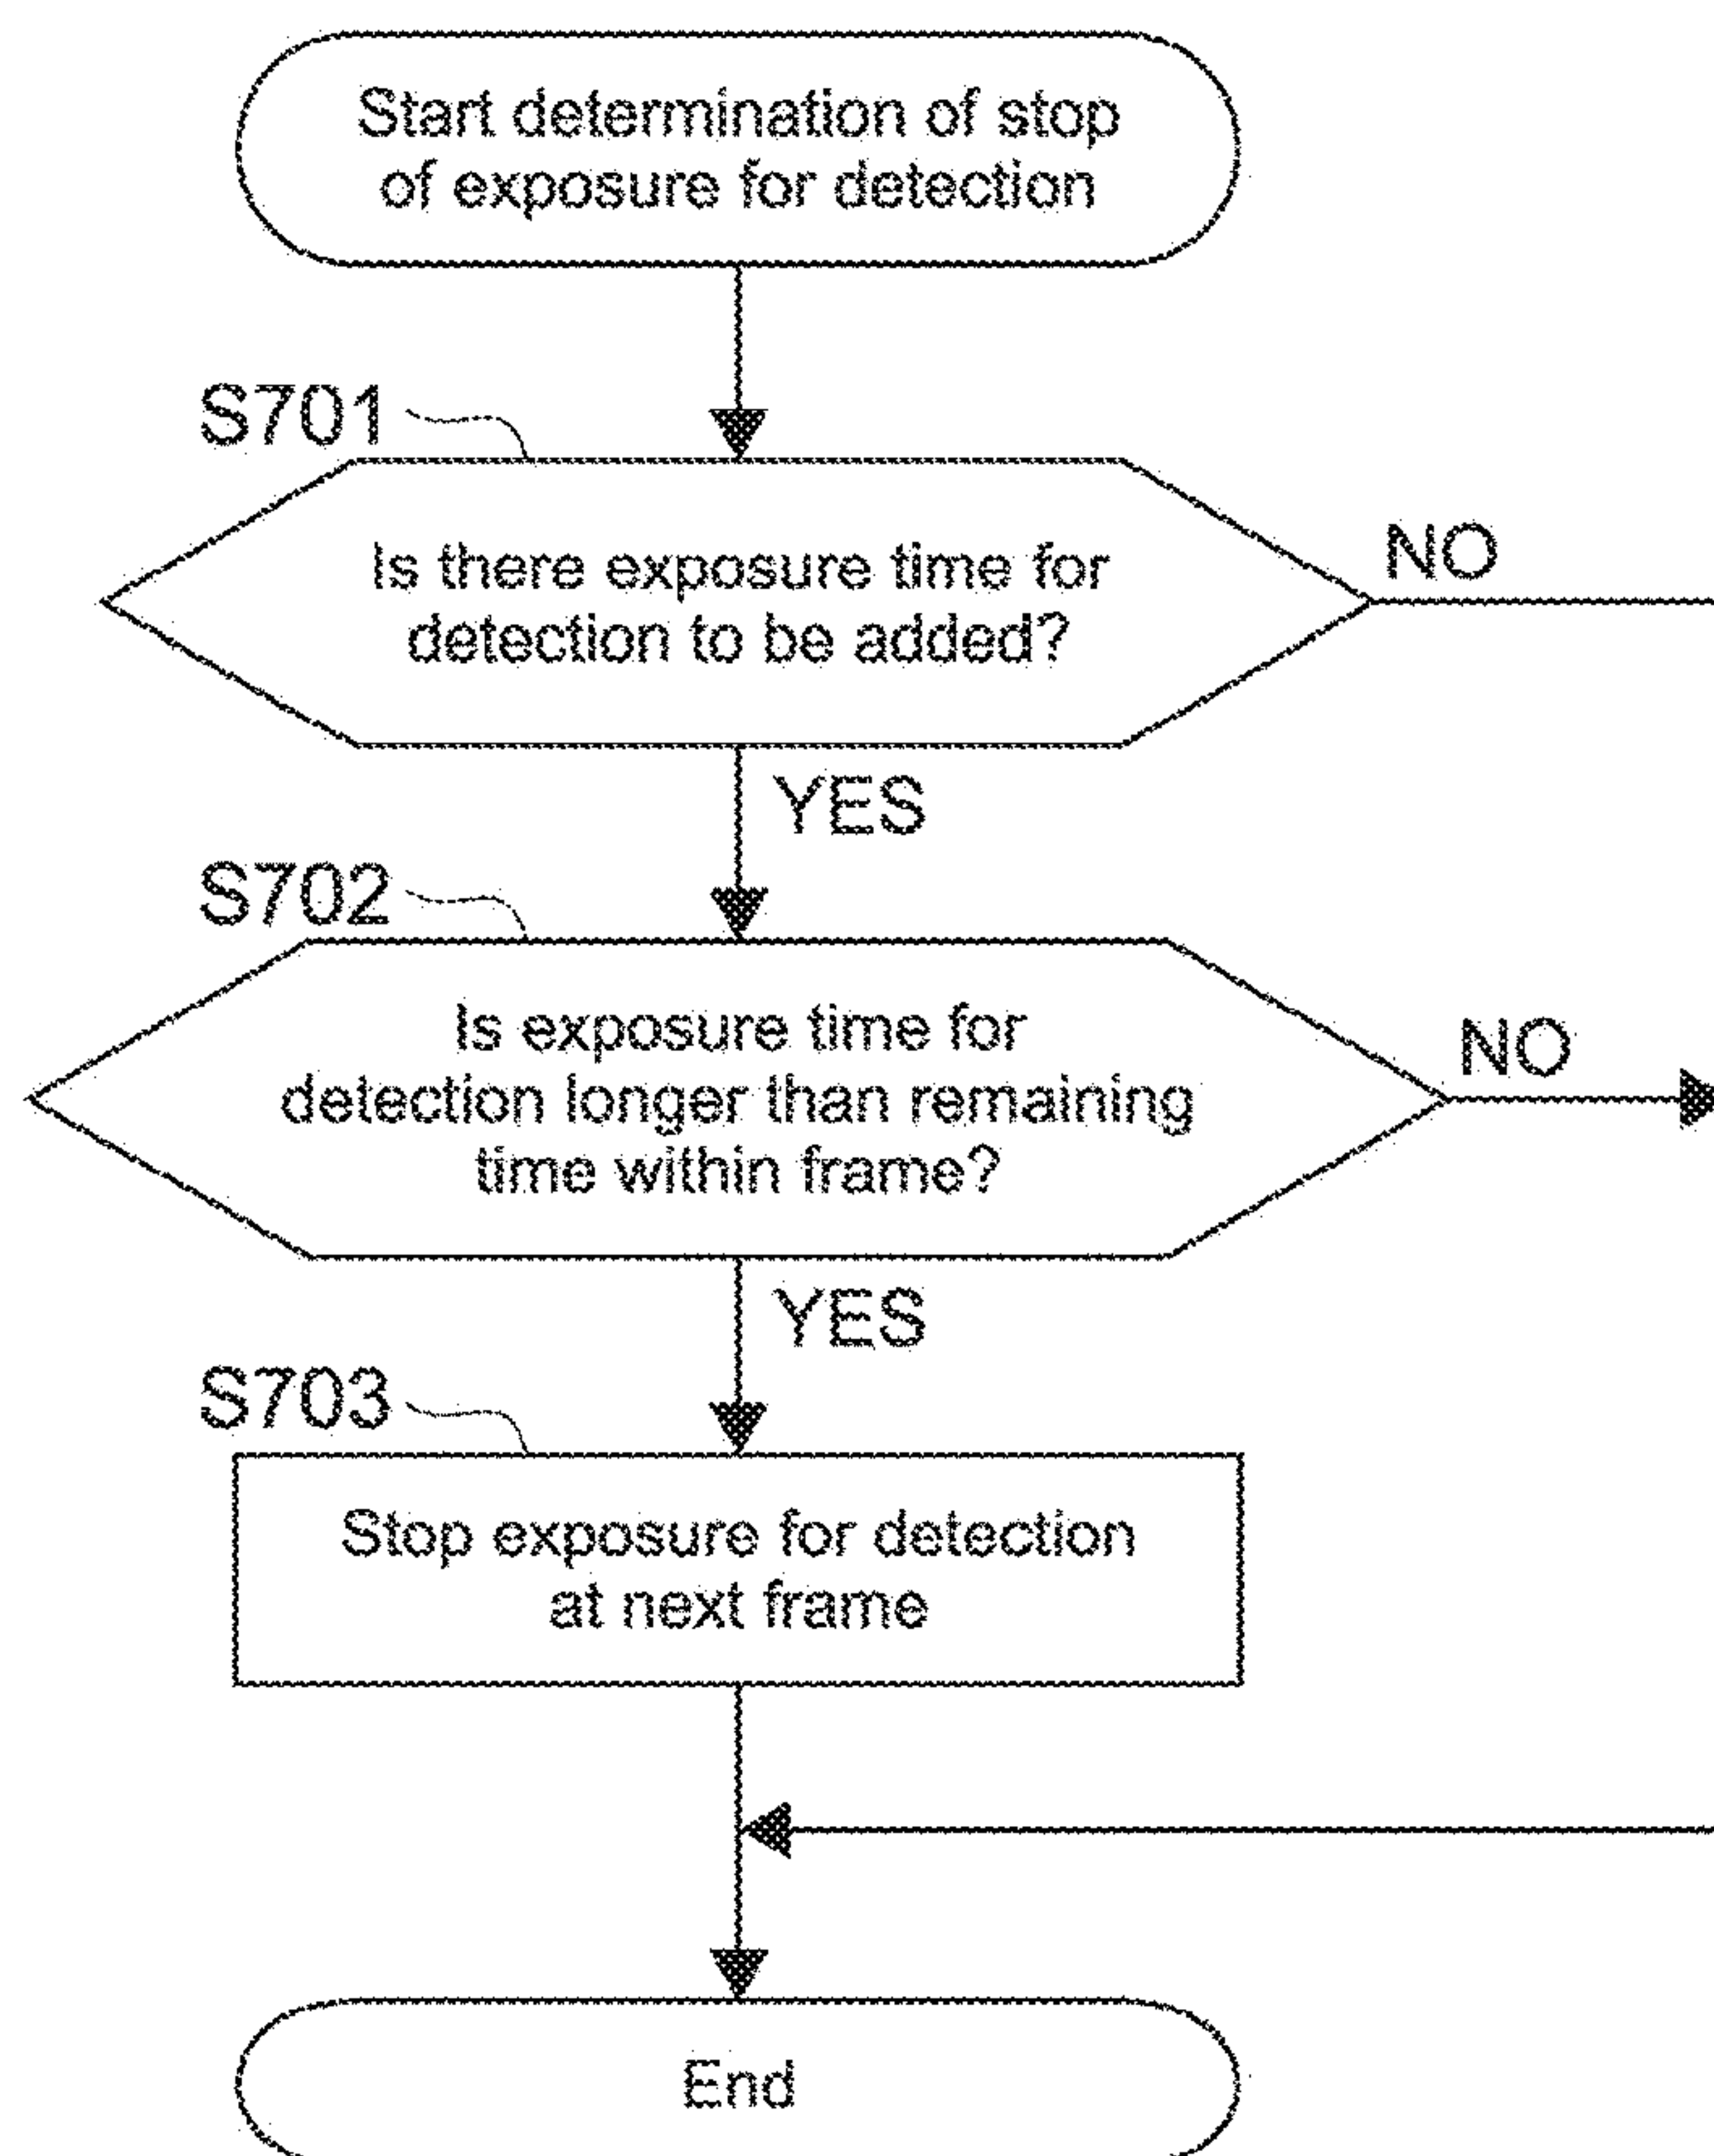 Start determination of stop
of exposure for detection
S701
Is there exposure time for
detection to be added?
NO
YES
S702
Is exposure time for
detection longer than remaining
time within frame?
NO
YES
S703
Stop exposure for detection
at next frame
End